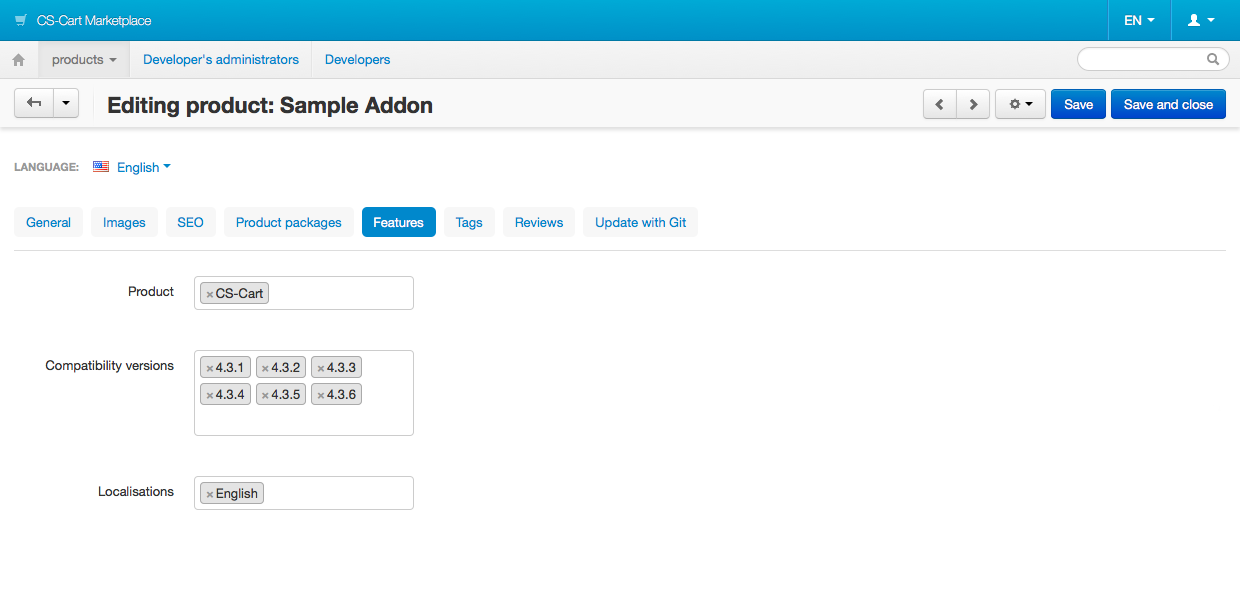 CS-Cart Marketplace EN
products Developer's administrators Developers
Editing product: Sample Addon Save Save and close
LANGUAGE: English
General Images SEO Product packages Features Tags Reviews Update with Git
Product ×CS-Cart
Compatibility versions ×4.3.1 ×4.3.2 ×4.3.3
×4.3.4 ×4.3.5 ×4.3.6
Localisations ×English